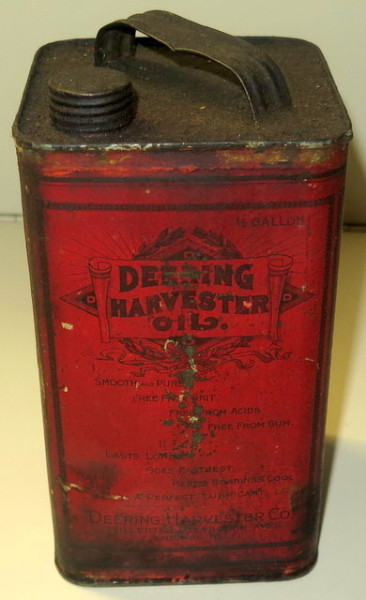 ½ GALLON
DEERING
D HARVESTER D
OIL.
SMOOTH AND PURE
FREE FROM GRIT.
FREE FROM ACIDS
FREE FROM GUM.
LASTS LONGEST
GOES FARTHEST.
KEEPS BEARINGS COOL
A PERFECT LUBRICANT
DEERING HARVESTER CO.